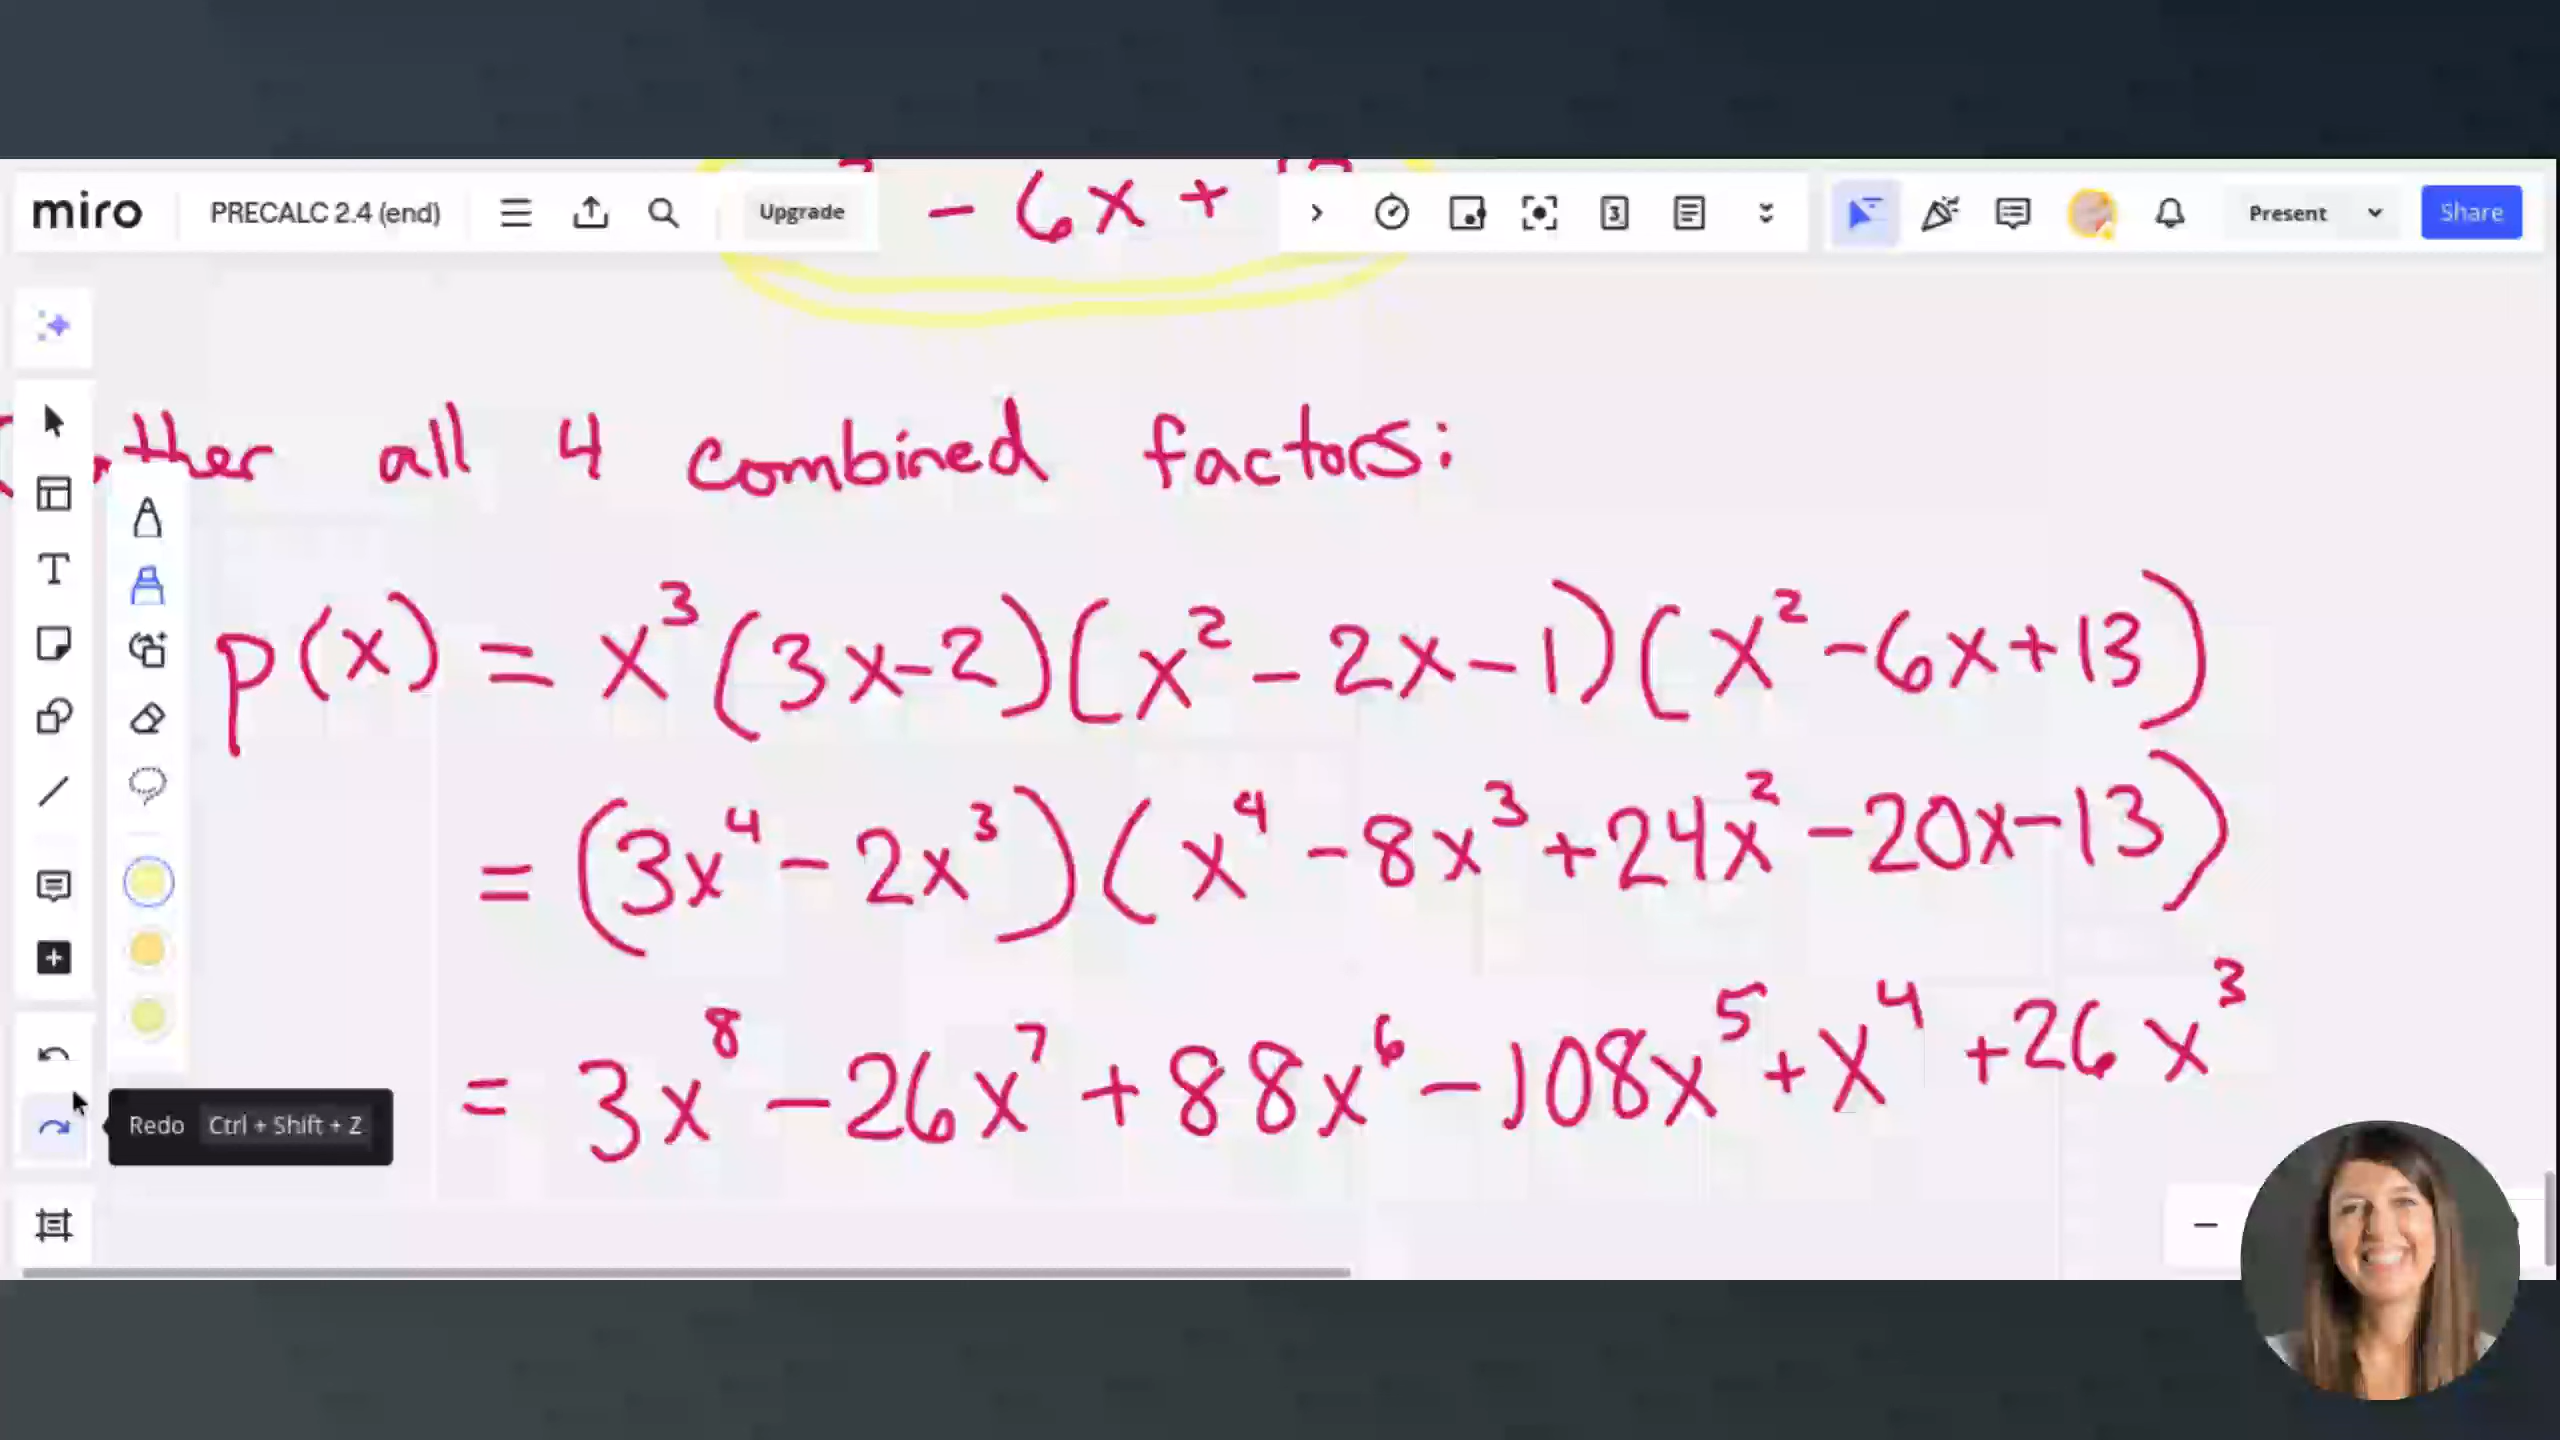 - 6x +
miro PRECALC 2.4 (end) Upgrade 3 Present Share
ther all 4 combined factors:
p(x) = x³(3x-2)(x² - 2x - 1)(x² - 6x + 13)
= (3x⁴ - 2x³)(x⁴ - 8x³ + 24x² - 20x - 13)
= 3x⁸ - 26x⁷ + 88x⁶ - 108x⁵ + x⁴ + 26x³
Redo Ctrl + Shift + Z